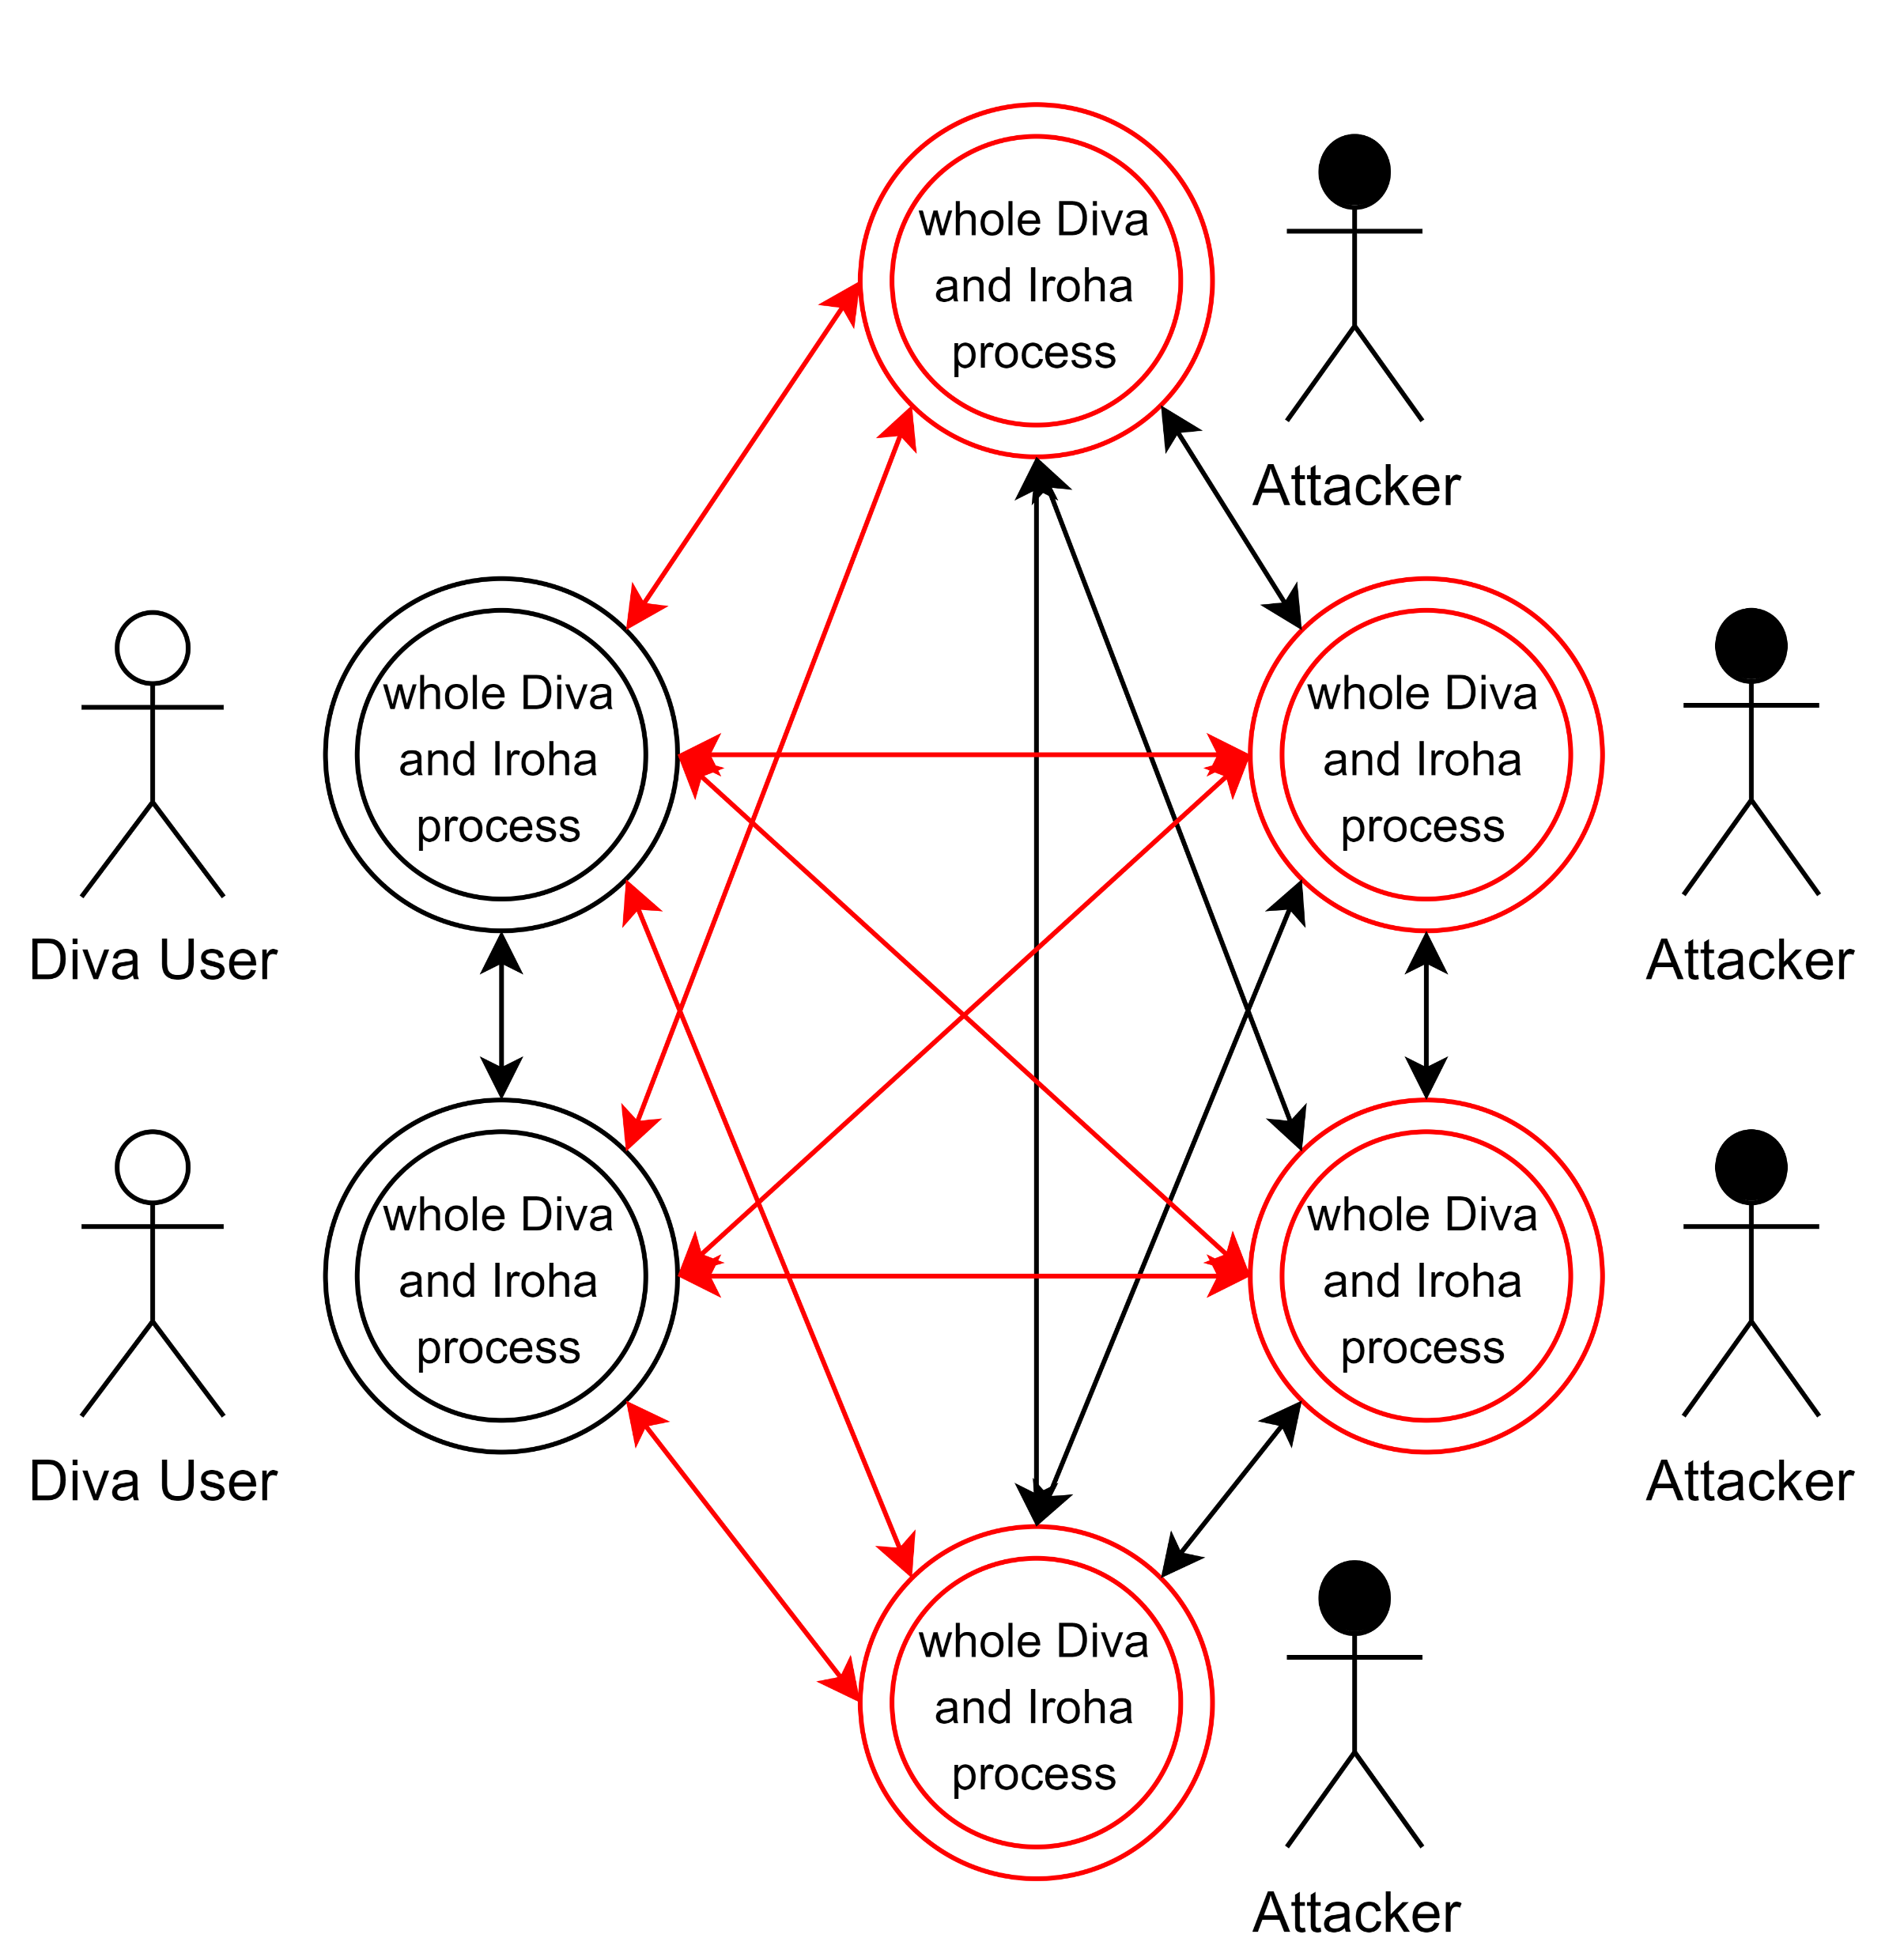 whole Diva
and Iroha
process
Attacker
whole Diva
and Iroha
process
Diva User
whole Diva
and Iroha
process
Attacker
whole Diva
and Iroha
process
Diva User
whole Diva
and Iroha
process
Attacker
whole Diva
and Iroha
process
Attacker